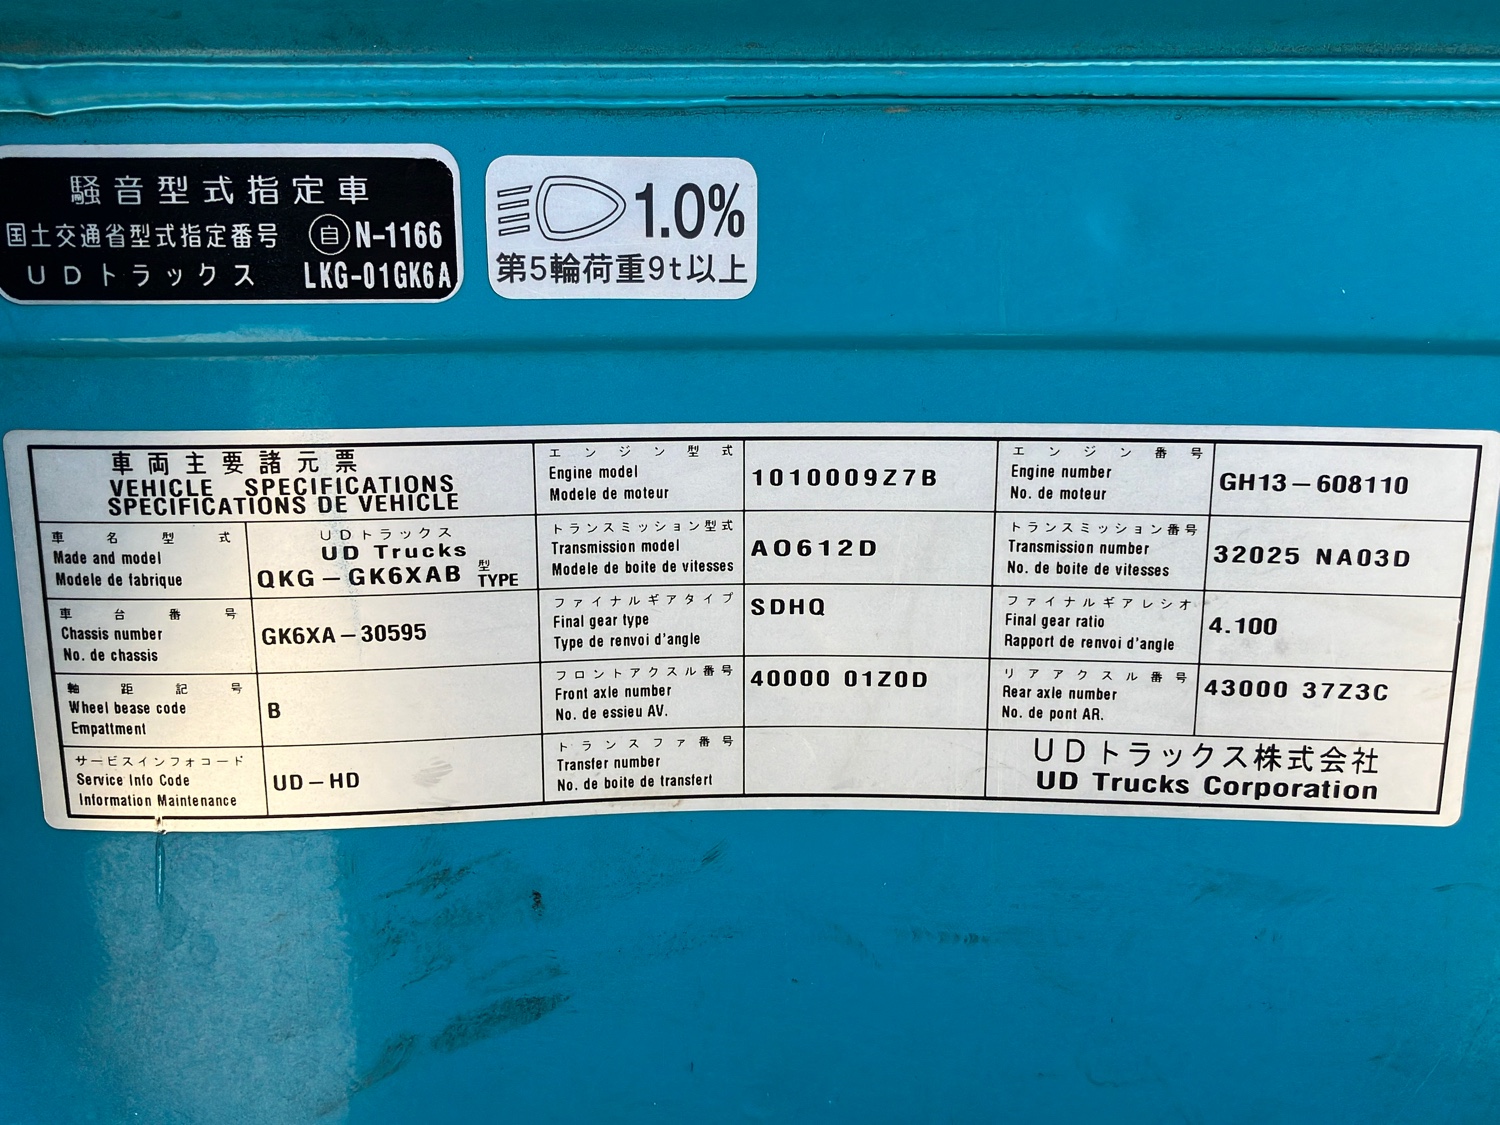 騒音型式指定車
国土交通省型式指定番号 自 N-1166
UDトラックス LKG-01GK6A
1.0%
第5輪荷重9t以上
車両主要諸元票
VEHICLE SPECIFICATIONS
SPECIFICATIONS DE VEHICLE
車名型式
Made and model
Modele de fabrique
UDトラックス
UD Trucks
QKG-GK6XAB 型 TYPE
車台番号
Chassis number
No. de chassis
GK6XA-30595
軸距記号
Wheel bease code
Empattment
B
サービスインフォコード
Service Info Code
Information Maintenance
UD-HD
エンジン型式
Engine model
Modele de moteur
1010009Z7B
トランスミッション型式
Transmission model
Modele de boite de vitesses
AO612D
ファイナルギアタイプ
Final gear type
Type de renvoi d'angle
SDHQ
フロントアクスル番号
Front axle number
No. de essieu AV.
40000 01Z0D
トランスファ番号
Transfer number
No. de boite de transfert
エンジン番号
Engine number
No. de moteur
GH13-608110
トランスミッション番号
Transmission number
No. de boite de vitesses
32025 NA03D
ファイナルギアレシオ
Final gear ratio
Rapport de renvoi d'angle
4.100
リアアクスル番号
Rear axle number
No. de pont AR.
43000 37Z3C
UDトラックス株式会社
UD Trucks Corporation